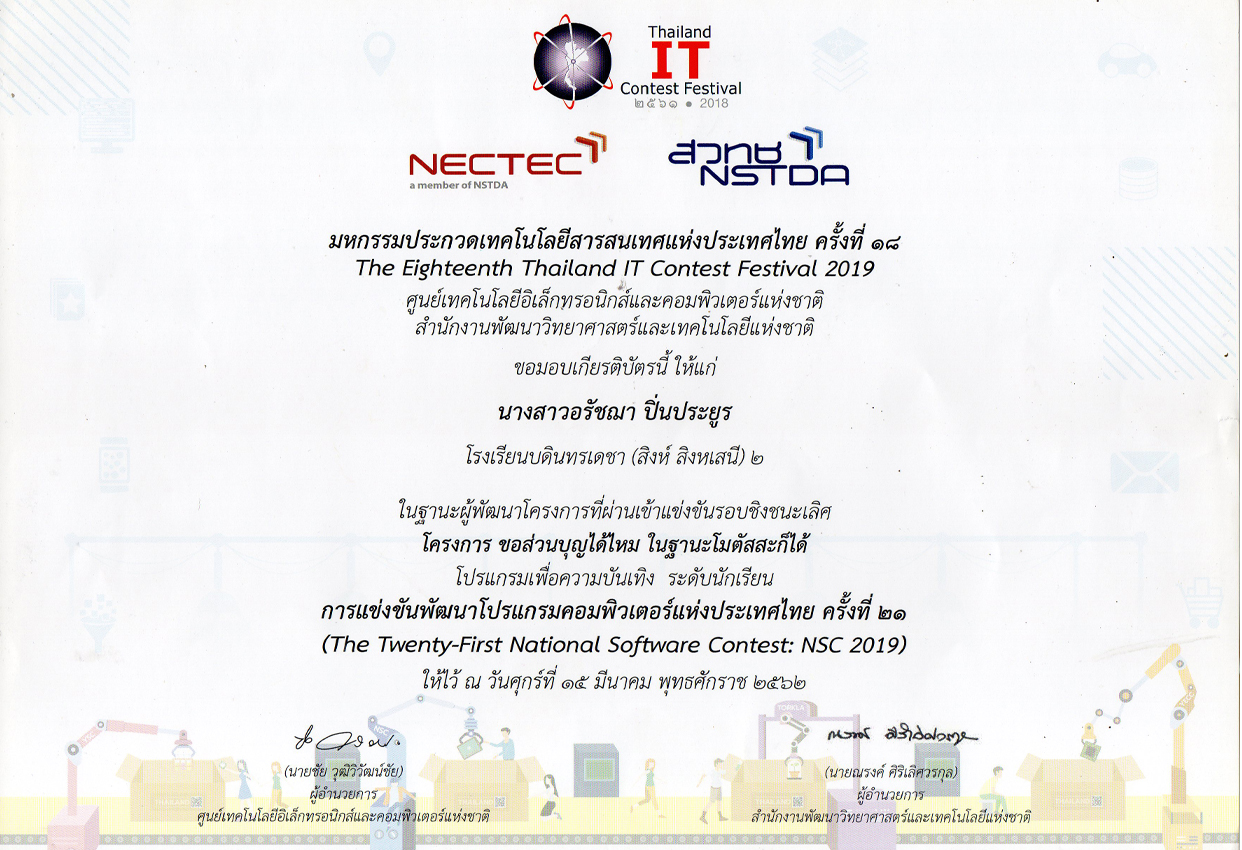 Thailand
IT
Contest Festival
๒๕๖๑ • 2018
NECTEC
a member of NSTDA
สวทช
NSTDA
มหกรรมประกวดเทคโนโลยีสารสนเทศแห่งประเทศไทย ครั้งที่ ๑๘
The Eighteenth Thailand IT Contest Festival 2019
ศูนย์เทคโนโลยีอิเล็กทรอนิกส์และคอมพิวเตอร์แห่งชาติ
สำนักงานพัฒนาวิทยาศาสตร์และเทคโนโลยีแห่งชาติ
ขอมอบเกียรติบัตรนี้ ให้แก่
นางสาวอรัชฌา ปิ่นประยูร
โรงเรียนบดินทรเดชา (สิงห์ สิงหเสนี) ๒
ในฐานะผู้พัฒนาโครงการที่ผ่านเข้าแข่งขันรอบชิงชนะเลิศ
โครงการ ขอส่วนบุญได้ไหม ในฐานะโมตัสสะก็ได้
โปรแกรมเพื่อความบันเทิง ระดับนักเรียน
การแข่งขันพัฒนาโปรแกรมคอมพิวเตอร์แห่งประเทศไทย ครั้งที่ ๒๑
(The Twenty-First National Software Contest: NSC 2019)
ให้ไว้ ณ วันศุกร์ที่ ๑๕ มีนาคม พุทธศักราช ๒๕๖๒
(นายชัย วุฒิวิวัฒน์ชัย)
ผู้อำนวยการ
ศูนย์เทคโนโลยีอิเล็กทรอนิกส์และคอมพิวเตอร์แห่งชาติ
(นายณรงค์ ศิริเลิศวรกุล)
ผู้อำนวยการ
สำนักงานพัฒนาวิทยาศาสตร์และเทคโนโลยีแห่งชาติ